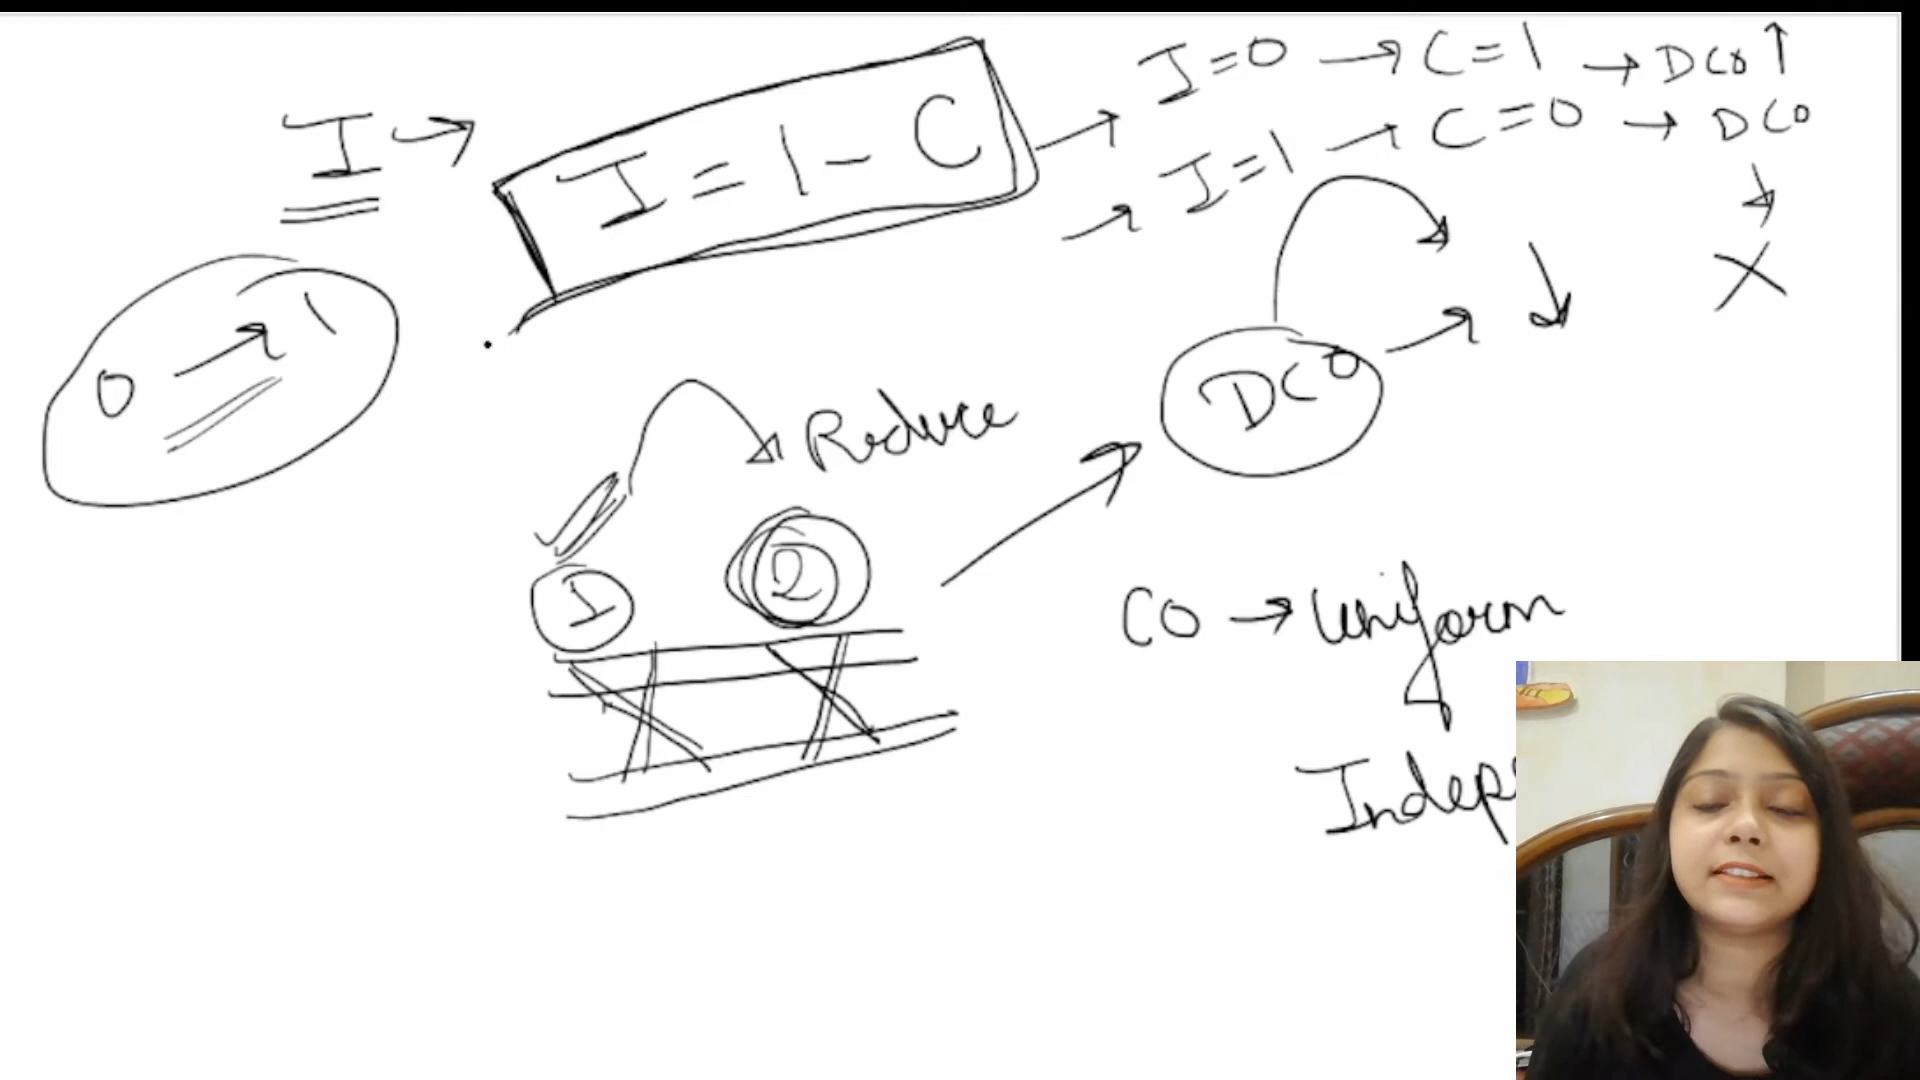 I →
I = 1 - C
→ I = 0 → C = 1 → DCO ↑
→ I = 1 → C = 0 → DCO ↓ X
0 → 1
DCO → ↓
Reduce
1 2
CO → Uniform
Indep